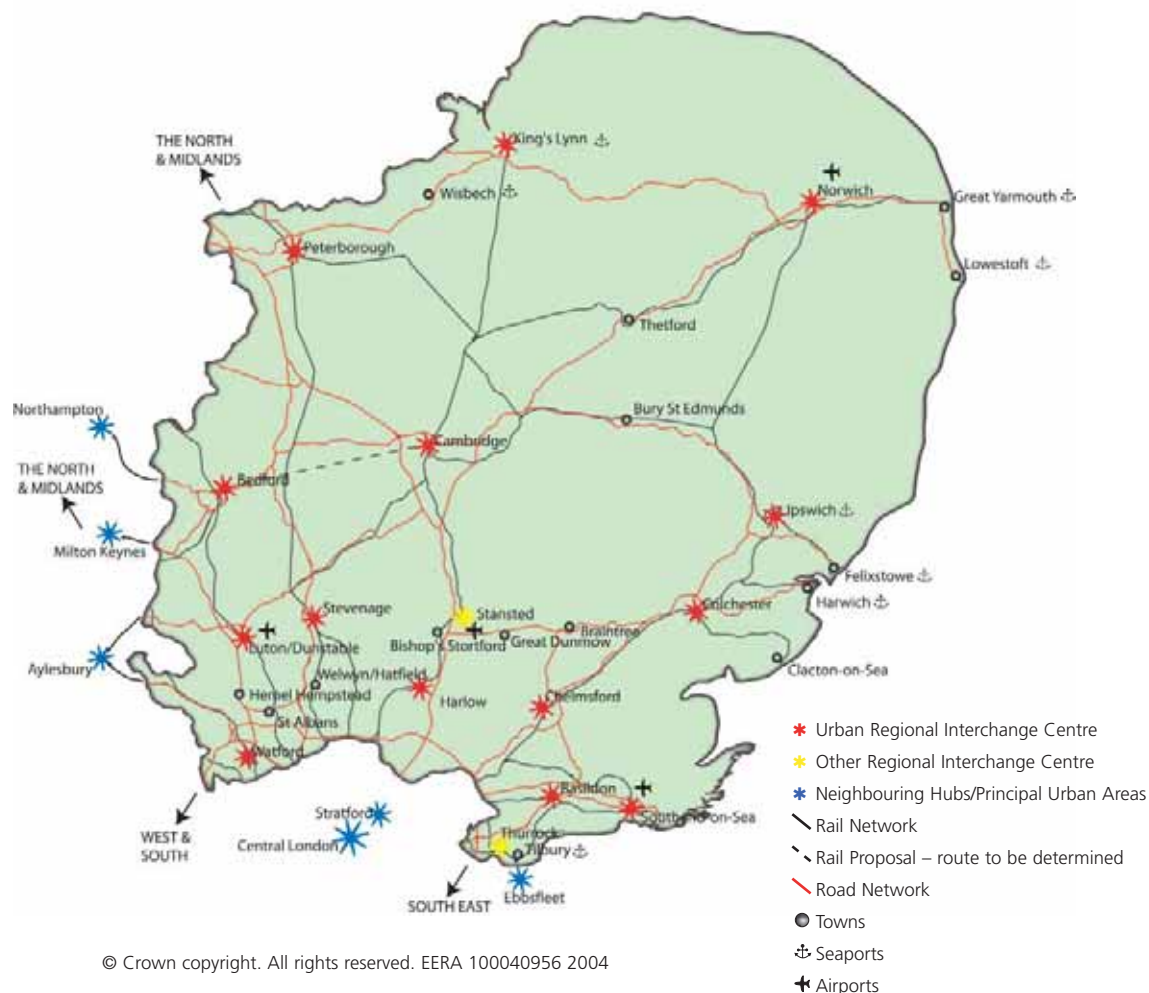 THE NORTH
& MIDLANDS
King's Lynn
Wisbech
Norwich
Great Yarmouth
Peterborough
Lowestoft
Thetford
Northampton
Bury St Edmunds
Cambridge
THE NORTH
& MIDLANDS
Bedford
Ipswich
Milton Keynes
Felixstowe
Harwich
Stevenage
Stansted
Colchester
Braintree
Luton/Dunstable
Bishop's Stortford
Great Dunmow
Aylesbury
Welwyn/Hatfield
Clacton-on-Sea
Hemel Hempstead
Harlow
Chelmsford
St Albans
Watford
Basildon
Stratford
Southend-on-Sea
WEST &
SOUTH
Central London
Thurrock
Tilbury
SOUTH EAST
Ebbsfleet
Urban Regional Interchange Centre
Other Regional Interchange Centre
Neighbouring Hubs/Principal Urban Areas
Rail Network
Rail Proposal – route to be determined
Road Network
Towns
Seaports
Airports
© Crown copyright. All rights reserved. EERA 100040956 2004